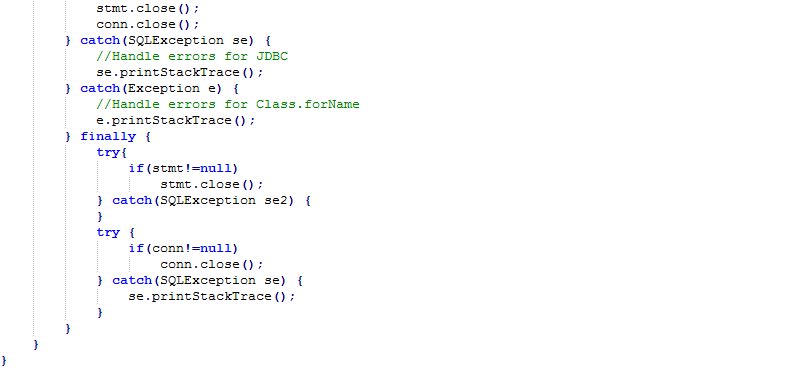 stmt.close();
conn.close();
} catch(SQLException se) {
//Handle errors for JDBC
se.printStackTrace();
} catch(Exception e) {
//Handle errors for Class.forName
e.printStackTrace();
} finally {
try{
if(stmt!=null)
stmt.close();
} catch(SQLException se2) {
}
try {
if(conn!=null)
conn.close();
} catch(SQLException se) {
se.printStackTrace();
}
}
}
}